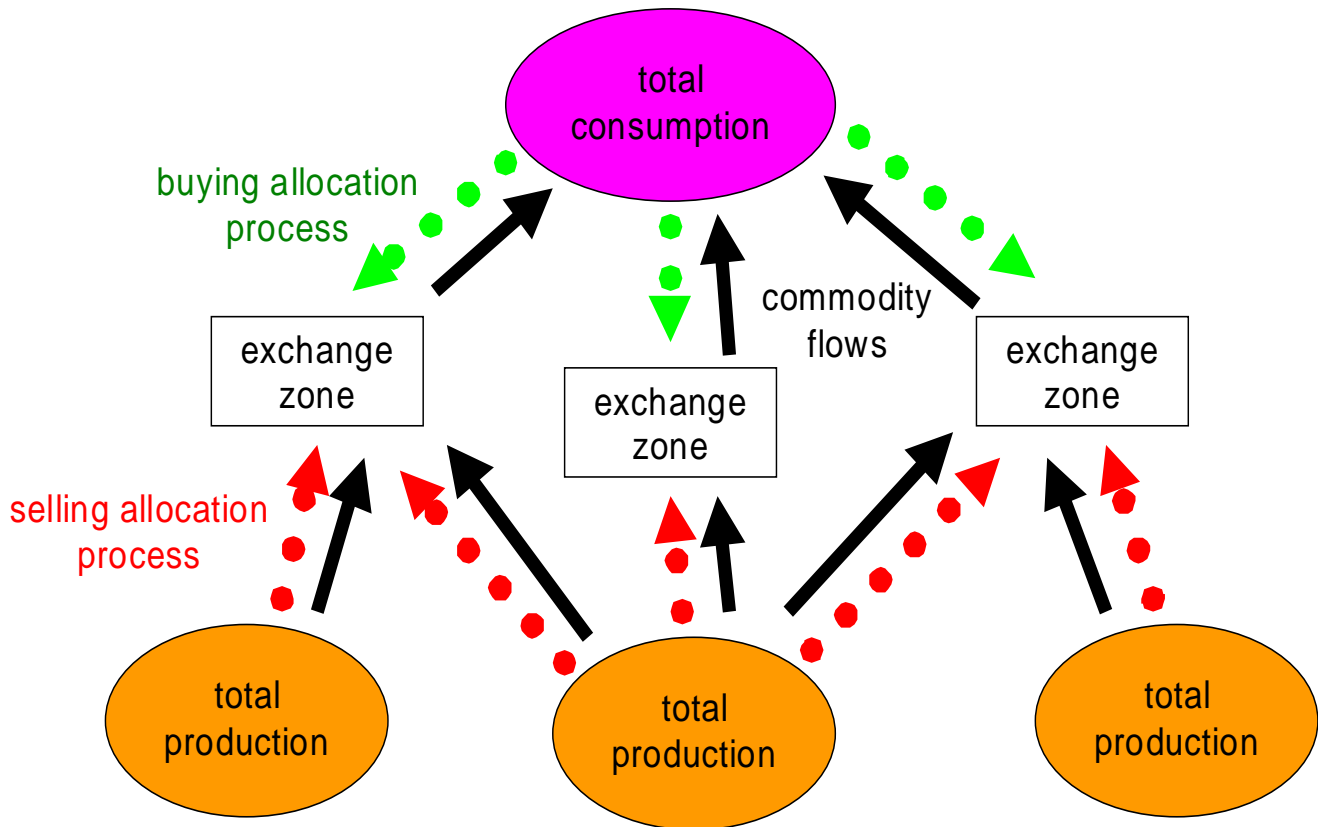 total
consumption
buying allocation
process
commodity
flows
exchange
zone
exchange
zone
exchange
zone
selling allocation
process
total
production
total
production
total
production